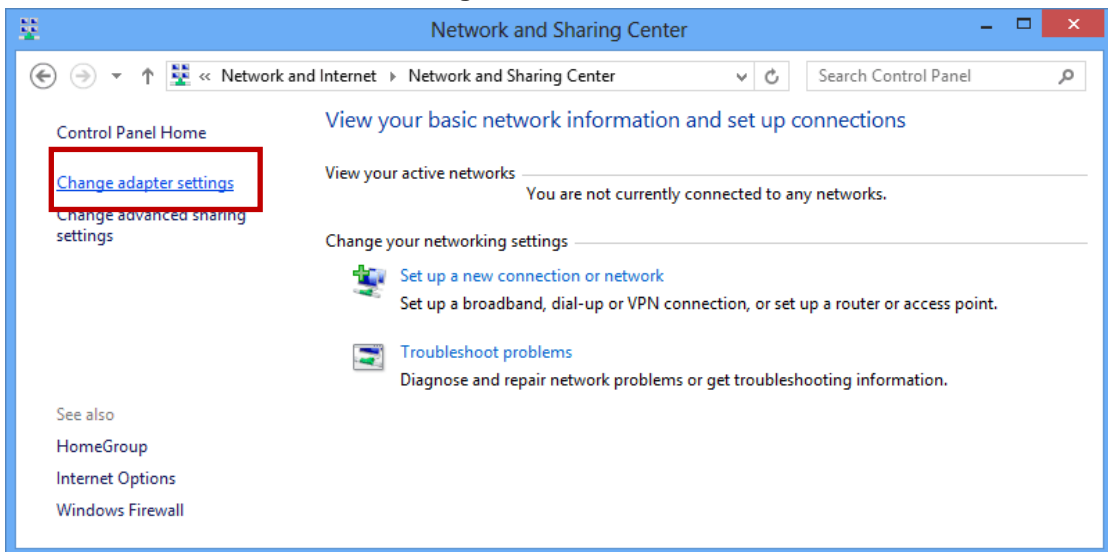 Network and Sharing Center
« Network and Internet ▸ Network and Sharing Center
Search Control Panel
Control Panel Home
Change adapter settings
Change advanced sharing
settings
View your basic network information and set up connections
View your active networks
You are not currently connected to any networks.
Change your networking settings
Set up a new connection or network
Set up a broadband, dial-up or VPN connection, or set up a router or access point.
Troubleshoot problems
Diagnose and repair network problems or get troubleshooting information.
See also
HomeGroup
Internet Options
Windows Firewall